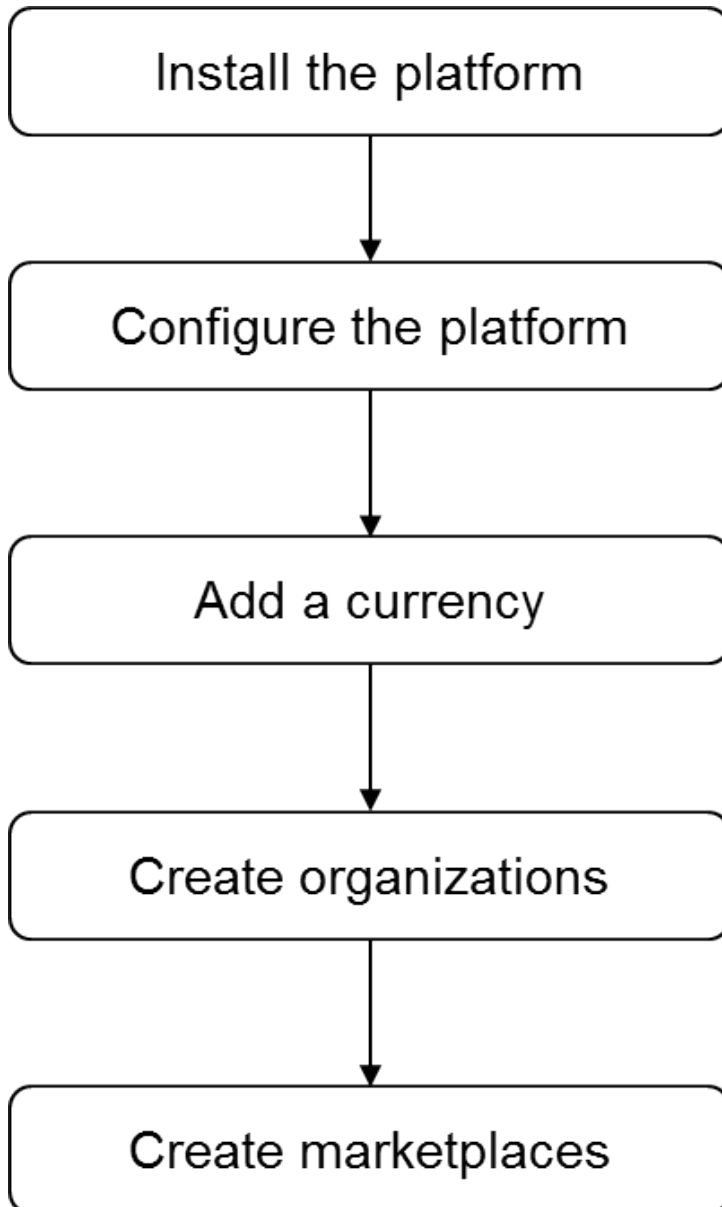 Install the platform
Configure the platform
Add a currency
Create organizations
Create marketplaces